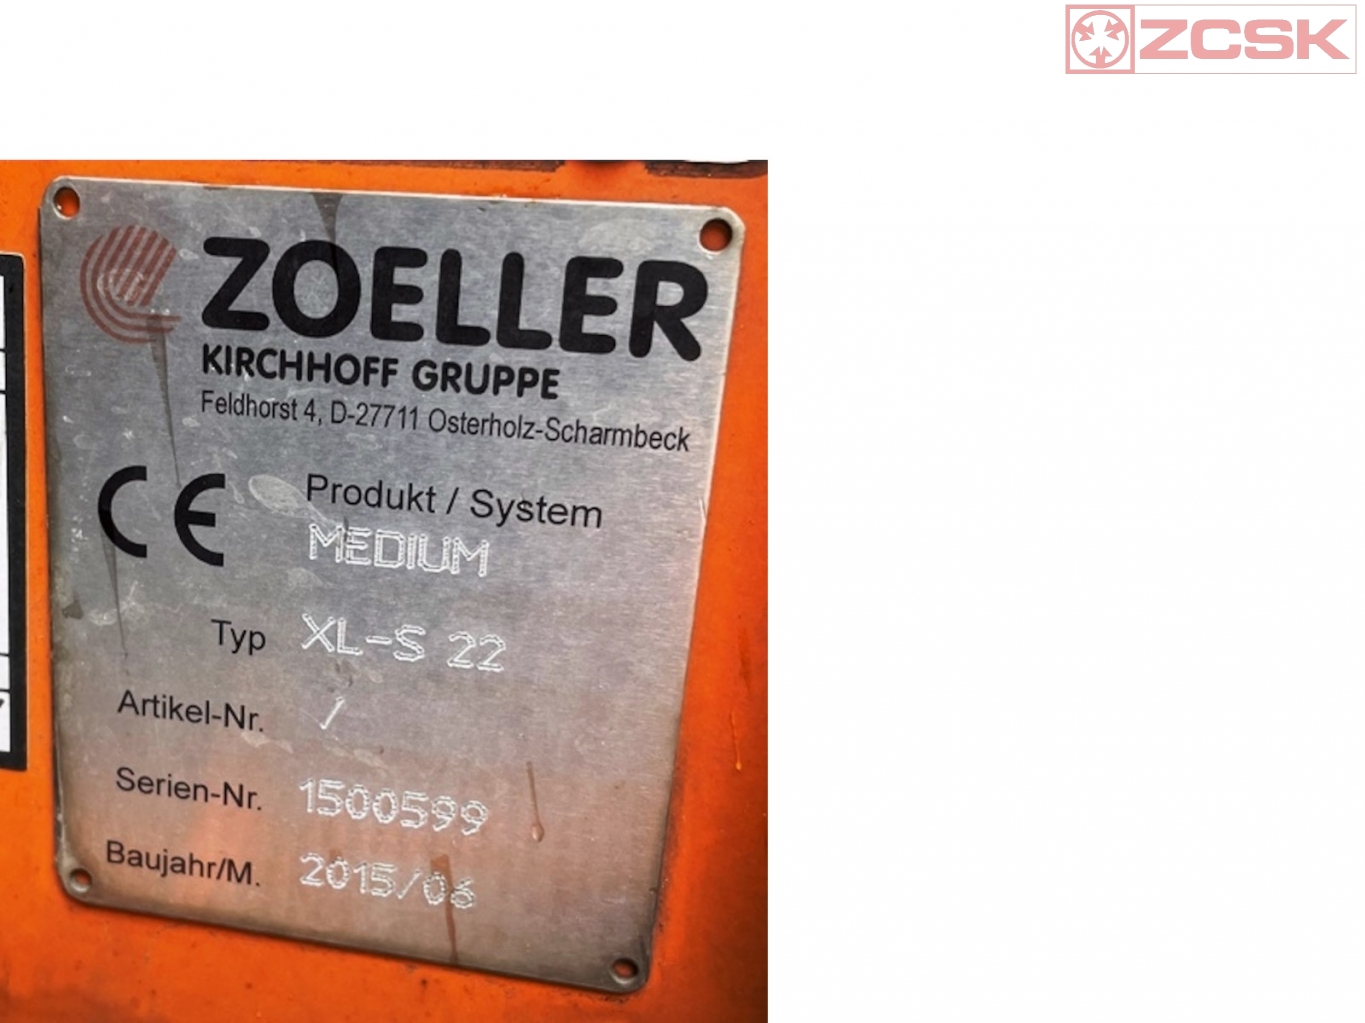 ZCSK
ZOELLER
KIRCHHOFF GRUPPE
Feldhorst 4, D-27711 Osterholz-Scharmbeck
CE
Produkt / System
MEDIUM
Typ XL-S 22
Artikel-Nr. /
Serien-Nr. 1500599
Baujahr/M. 2015/06